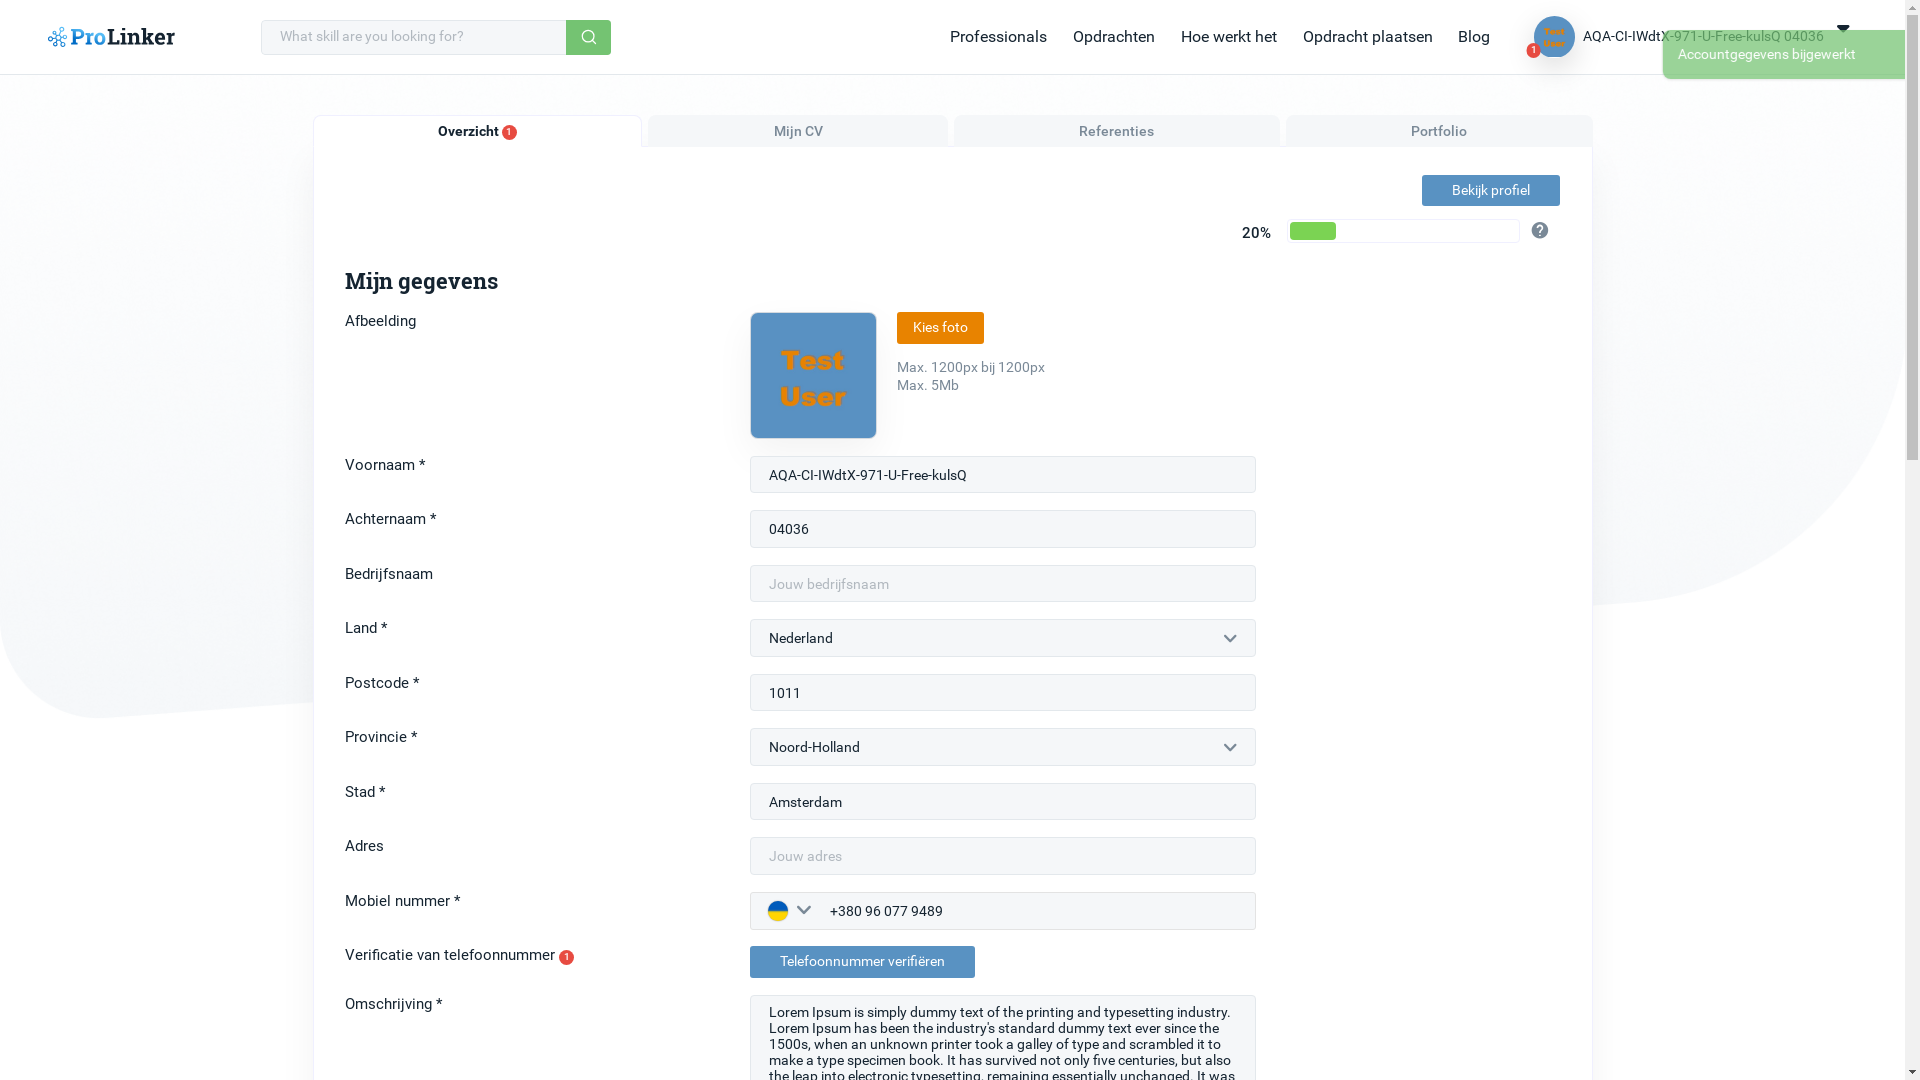 ProLinker
What skill are you looking for?
Professionals
Opdrachten
Hoe werkt het
Opdracht plaatsen
Blog
Test
User
1
AQA-CI-IWdtX-971-U-Free-kulsQ 04036
Accountgegevens bijgewerkt
Overzicht 1
Mijn CV
Referenties
Portfolio
Bekijk profiel
20%
?
Mijn gegevens
Afbeelding
Test
User
Kies foto
Max. 1200px bij 1200px
Max. 5Mb
Voornaam *
AQA-CI-IWdtX-971-U-Free-kulsQ
Achternaam *
04036
Bedrijfsnaam
Jouw bedrijfsnaam
Land *
Nederland
Postcode *
1011
Provincie *
Noord-Holland
Stad *
Amsterdam
Adres
Jouw adres
Mobiel nummer *
+380 96 077 9489
Verificatie van telefoonnummer 1
Telefoonnummer verifiëren
Omschrijving *
Lorem Ipsum is simply dummy text of the printing and typesetting industry.
Lorem Ipsum has been the industry's standard dummy text ever since the
1500s, when an unknown printer took a galley of type and scrambled it to
make a type specimen book. It has survived not only five centuries, but also
the leap into electronic typesetting, remaining essentially unchanged. It was